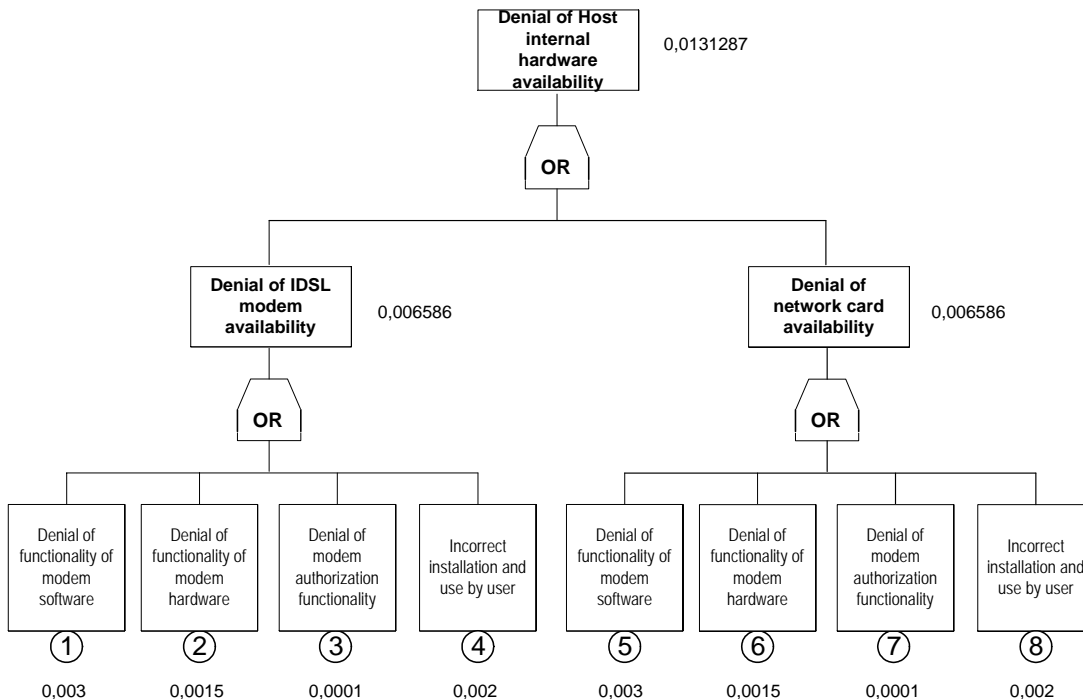 Denial of Host
internal
hardware
availability
0,0131287
OR
Denial of IDSL
modem
availability
0,006586
Denial of
network card
availability
0,006586
OR
OR
Denial of
functionality of
modem
software
Denial of
functionality of
modem
hardware
Denial of
modem
authorization
functionality
Incorrect
installation and
use by user
Denial of
functionality of
modem
software
Denial of
functionality of
modem
hardware
Denial of
modem
authorization
functionality
Incorrect
installation and
use by user
1 2 3 4 5 6 7 8
0,003 0,0015 0,0001 0,002 0,003 0,0015 0,0001 0,002